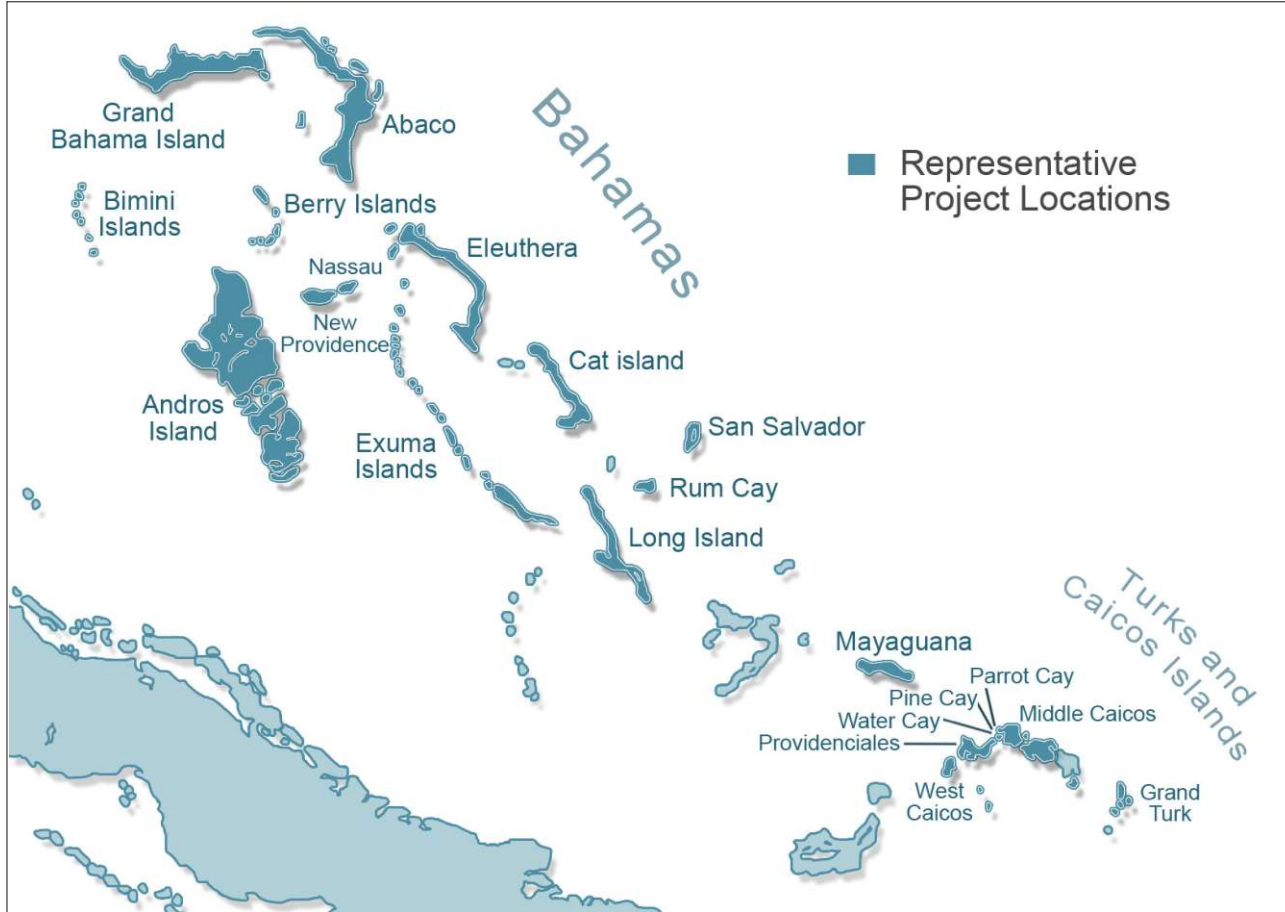 Grand
Bahama Island
Abaco
Bahamas
Representative
Project Locations
Bimini
Islands
Berry Islands
Eleuthera
Nassau
New
Providence
Cat island
Andros
Island
Exuma
Islands
San Salvador
Rum Cay
Long Island
Turks and
Caicos Islands
Mayaguana
Parrot Cay
Pine Cay
Water Cay
Middle Caicos
Providenciales
West
Caicos
Grand
Turk